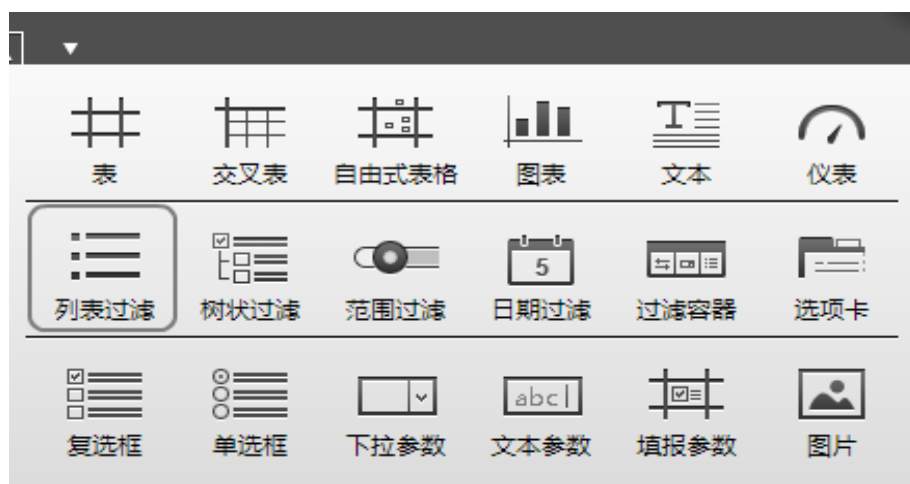 表 交叉表 自由式表格 图表 文本 仪表
5
列表过滤 树状过滤 范围过滤 日期过滤 过滤容器 选项卡
abc
复选框 单选框 下拉参数 文本参数 填报参数 图片